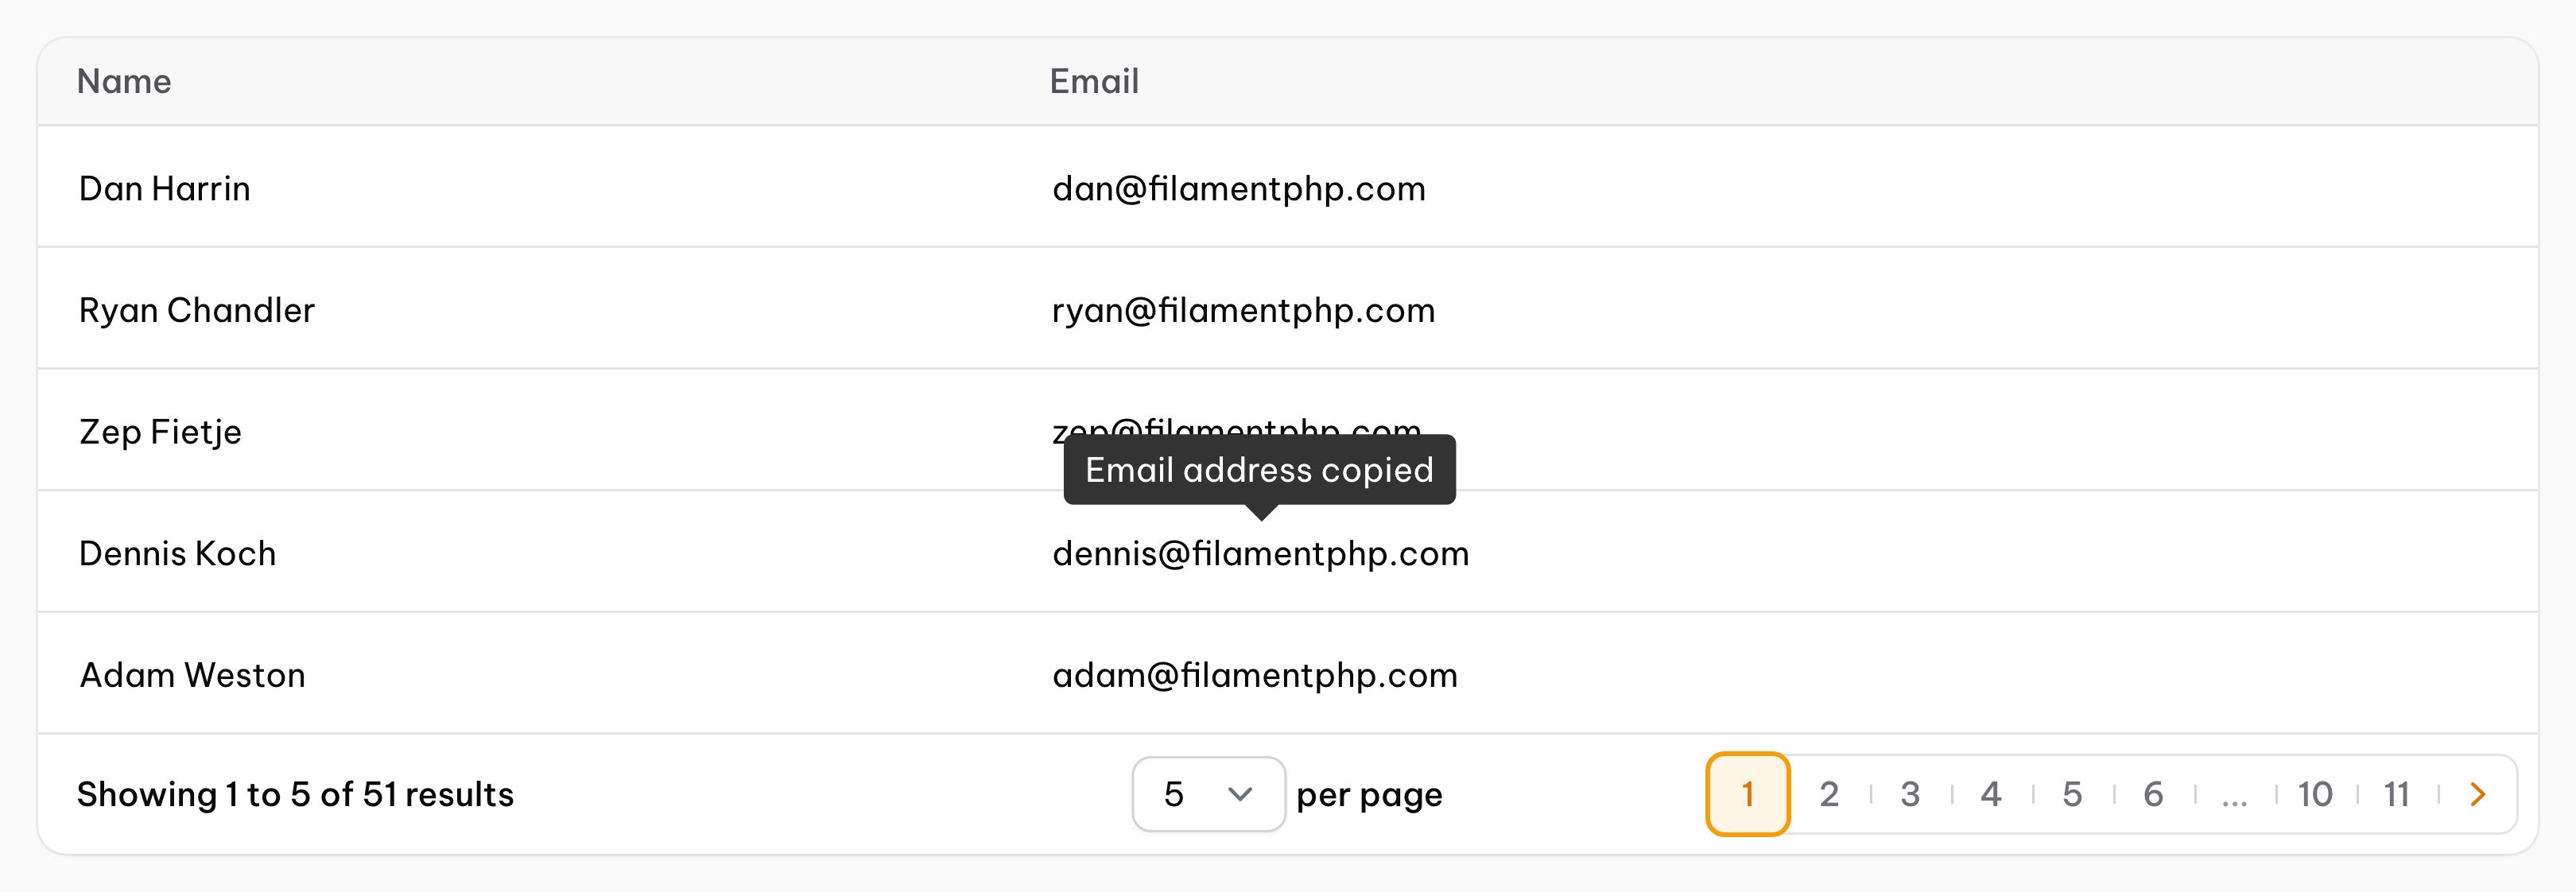 Name Email
Dan Harrin dan@filamentphp.com
Ryan Chandler ryan@filamentphp.com
Zep Fietje zep@filamentphp.com
Email address copied
Dennis Koch dennis@filamentphp.com
Adam Weston adam@filamentphp.com
Showing 1 to 5 of 51 results 5 per page 1 2 3 4 5 6 ... 10 11